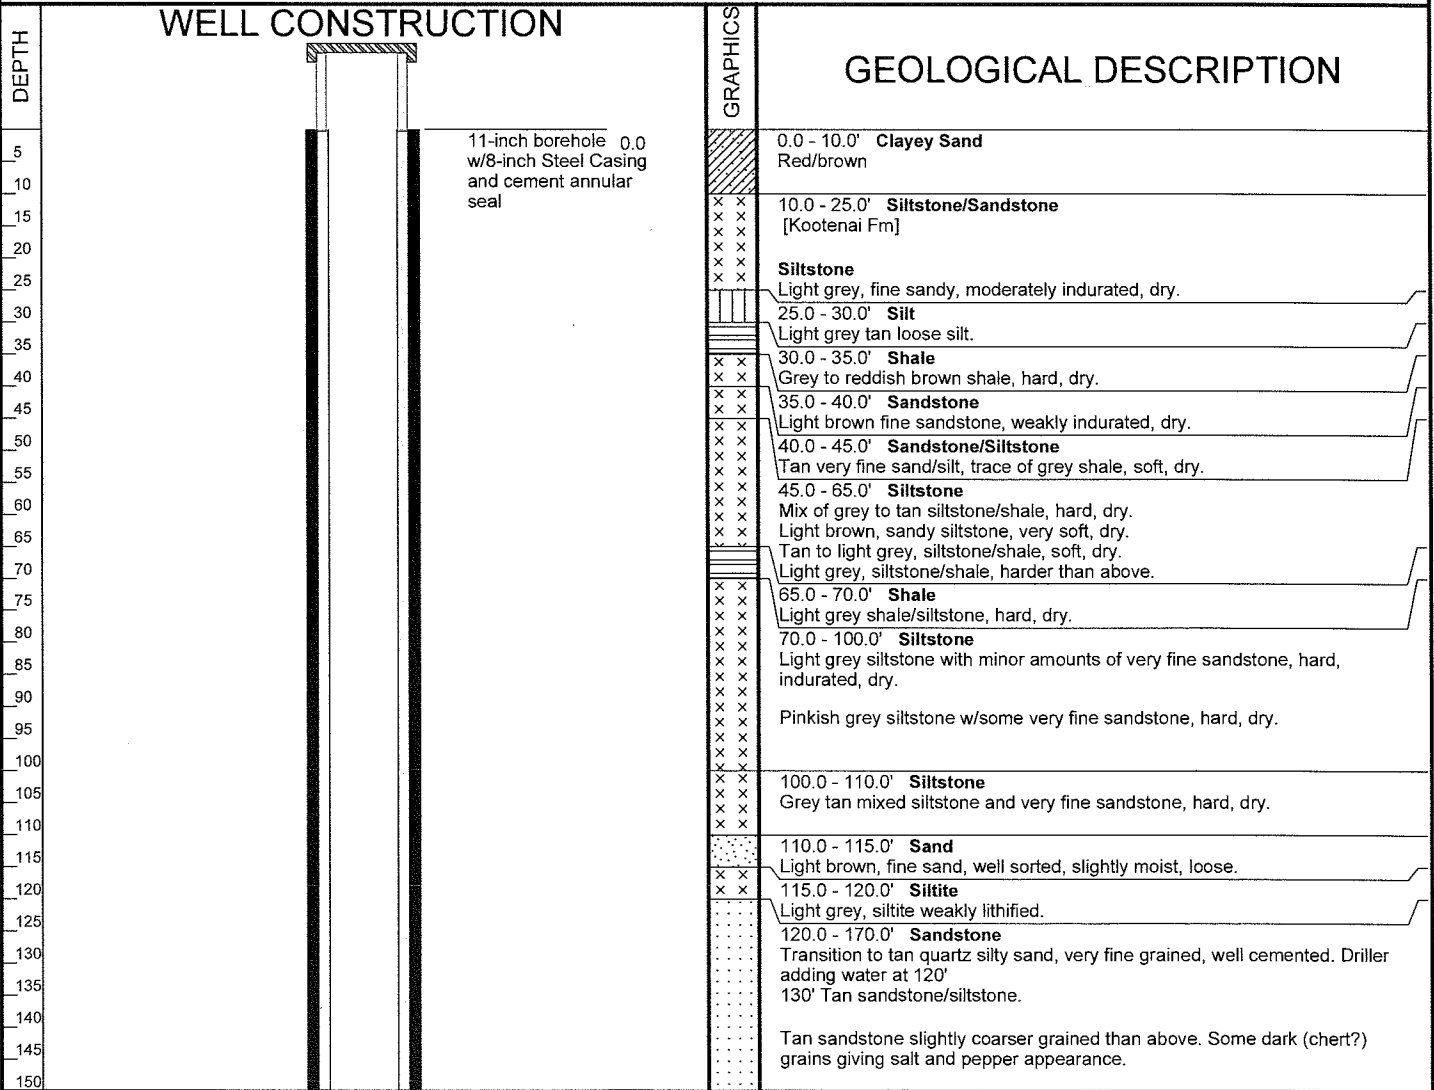 WELL CONSTRUCTION
DEPTH
GRAPHICS
GEOLOGICAL DESCRIPTION
11-inch borehole 0.0
w/8-inch Steel Casing
and cement annular
seal
5
10
15
20
25
30
35
40
45
50
55
60
65
70
75
80
85
90
95
100
105
110
115
120
125
130
135
140
145
150
0.0 - 10.0' Clayey Sand
Red/brown
10.0 - 25.0' Siltstone/Sandstone
[Kootenai Fm]
Siltstone
Light grey, fine sandy, moderately indurated, dry.
25.0 - 30.0' Silt
Light grey tan loose silt.
30.0 - 35.0' Shale
Grey to reddish brown shale, hard, dry.
35.0 - 40.0' Sandstone
Light brown fine sandstone, weakly indurated, dry.
40.0 - 45.0' Sandstone/Siltstone
Tan very fine sand/silt, trace of grey shale, soft, dry.
45.0 - 65.0' Siltstone
Mix of grey to tan siltstone/shale, hard, dry.
Light brown, sandy siltstone, very soft, dry.
Tan to light grey, siltstone/shale, soft, dry.
Light grey, siltstone/shale, harder than above.
65.0 - 70.0' Shale
Light grey shale/siltstone, hard, dry.
70.0 - 100.0' Siltstone
Light grey siltstone with minor amounts of very fine sandstone, hard,
indurated, dry.
Pinkish grey siltstone w/some very fine sandstone, hard, dry.
100.0 - 110.0' Siltstone
Grey tan mixed siltstone and very fine sandstone, hard, dry.
110.0 - 115.0' Sand
Light brown, fine sand, well sorted, slightly moist, loose.
115.0 - 120.0' Siltite
Light grey, siltite weakly lithified.
120.0 - 170.0' Sandstone
Transition to tan quartz silty sand, very fine grained, well cemented. Driller
adding water at 120'
130' Tan sandstone/siltstone.
Tan sandstone slightly coarser grained than above. Some dark (chert?)
grains giving salt and pepper appearance.